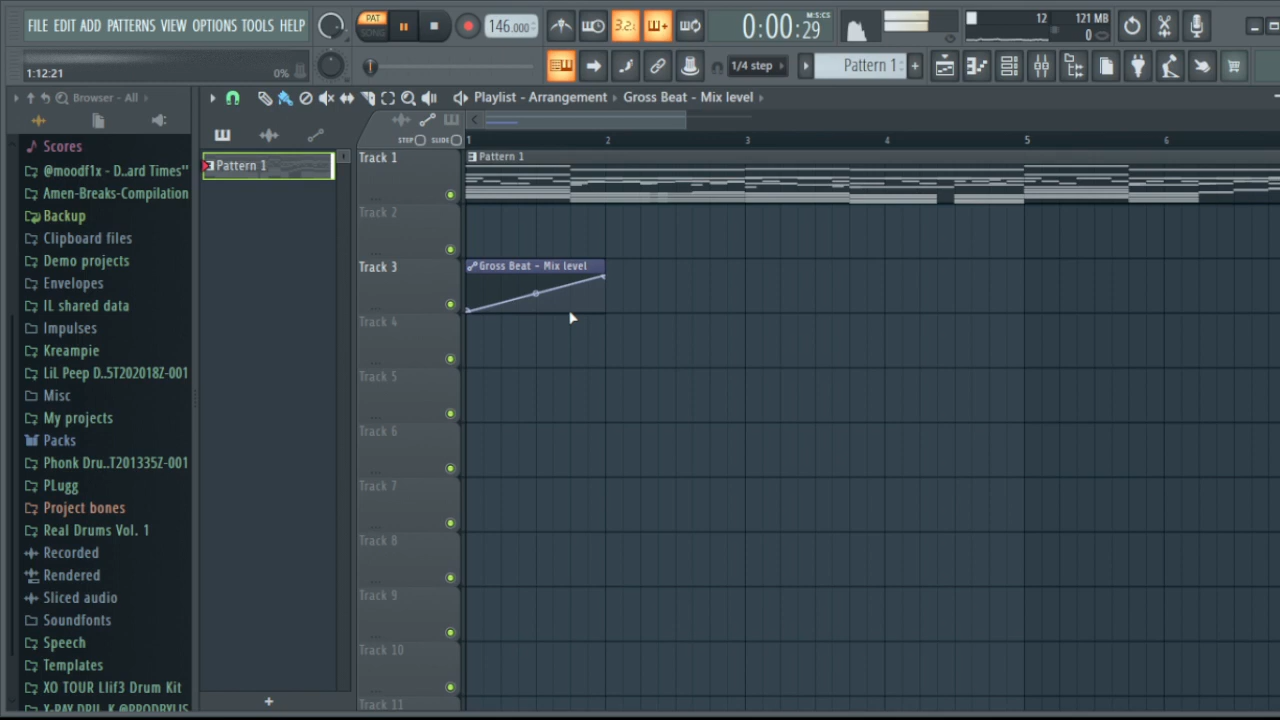 FILE EDIT ADD PATTERNS VIEW OPTIONS TOOLS HELP
PAT
SONG
146.000
3.2.
0:00:29
M:S:CS
12
121 MB
0
1:12:21
0%
1/4 step
Pattern 1
+
Browser - All
Playlist - Arrangement
Gross Beat - Mix level
STEP
SLIDE
1
2
3
4
5
6
Scores
@moodf1x - D..ard Times"
Amen-Breaks-Compilation
Backup
Clipboard files
Demo projects
Envelopes
IL shared data
Impulses
Kreampie
LiL Peep D..5T202018Z-001
Misc
My projects
Packs
Phonk Dru..T201335Z-001
PLugg
Project bones
Real Drums Vol. 1
Recorded
Rendered
Sliced audio
Soundfonts
Speech
Templates
XO TOUR Llif3 Drum Kit
Pattern 1
+
Track 1
Pattern 1
Track 2
Track 3
Gross Beat - Mix level
Track 4
Track 5
Track 6
Track 7
Track 8
Track 9
Track 10
Track 11